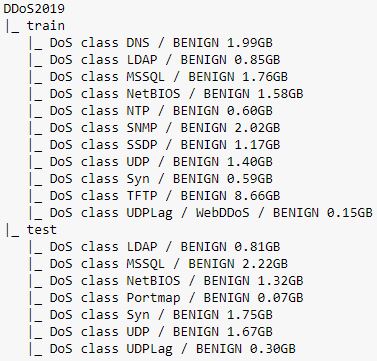 DDoS2019
|_ train
   |_ DoS class DNS / BENIGN 1.99GB
   |_ DoS class LDAP / BENIGN 0.85GB
   |_ DoS class MSSQL / BENIGN 1.76GB
   |_ DoS class NetBIOS / BENIGN 1.58GB
   |_ DoS class NTP / BENIGN 0.60GB
   |_ DoS class SNMP / BENIGN 2.02GB
   |_ DoS class SSDP / BENIGN 1.17GB
   |_ DoS class UDP / BENIGN 1.40GB
   |_ DoS class Syn / BENIGN 0.59GB
   |_ DoS class TFTP / BENIGN 8.66GB
   |_ DoS class UDPLag / WebDDoS / BENIGN 0.15GB
|_ test
   |_ DoS class LDAP / BENIGN 0.81GB
   |_ DoS class MSSQL / BENIGN 2.22GB
   |_ DoS class NetBIOS / BENIGN 1.32GB
   |_ DoS class Portmap / BENIGN 0.07GB
   |_ DoS class Syn / BENIGN 1.75GB
   |_ DoS class UDP / BENIGN 1.67GB
   |_ DoS class UDPLag / BENIGN 0.30GB